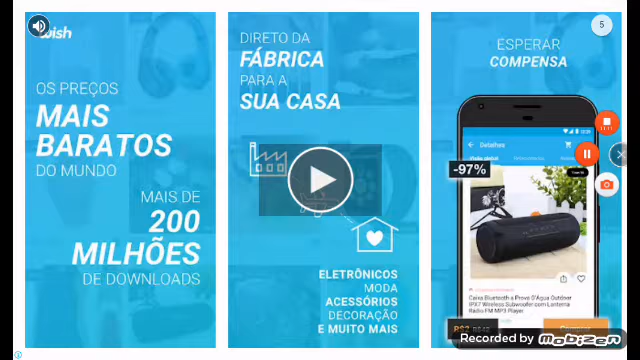 wish
OS PREÇOS
MAIS
BARATOS
DO MUNDO
MAIS DE
200
MILHÕES
DE DOWNLOADS
DIRETO DA
FÁBRICA
PARA A
SUA CASA
ELETRÔNICOS
MODA
ACESSÓRIOS
DECORAÇÃO
E MUITO MAIS
5
ESPERAR
COMPENSA
Detalhes
-97%
Caixa Bluetooth a Prova D'Agua Outdoor
IPX7 Wireless Subwoofer com Lanterna
Rádio FM MP3 Player
Comprar
Recorded by
MOBIZEN